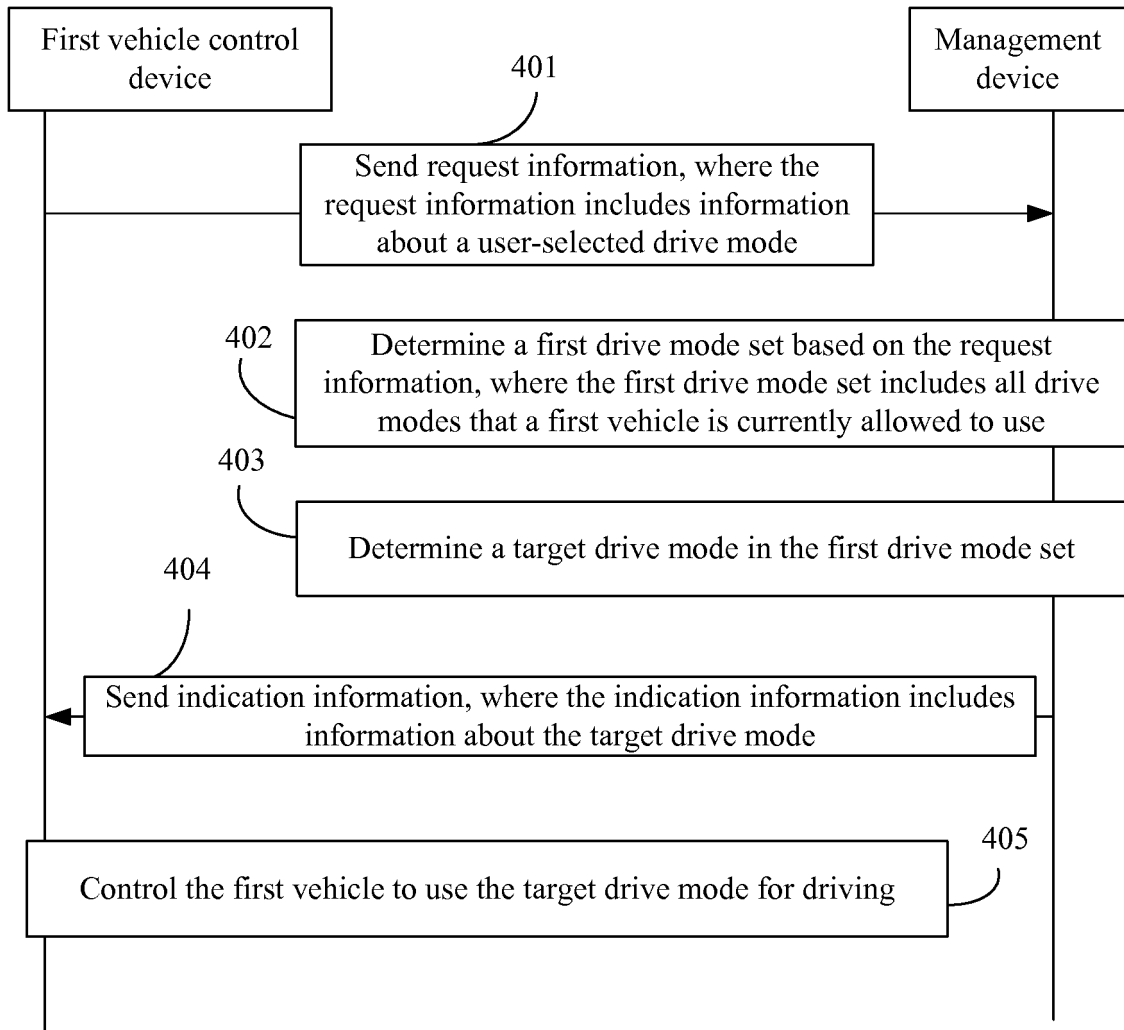 First vehicle control
device
Management
device
401
Send request information, where the
request information includes information
about a user-selected drive mode
402
Determine a first drive mode set based on the request
information, where the first drive mode set includes all drive
modes that a first vehicle is currently allowed to use
403
Determine a target drive mode in the first drive mode set
404
Send indication information, where the indication information includes
information about the target drive mode
405
Control the first vehicle to use the target drive mode for driving